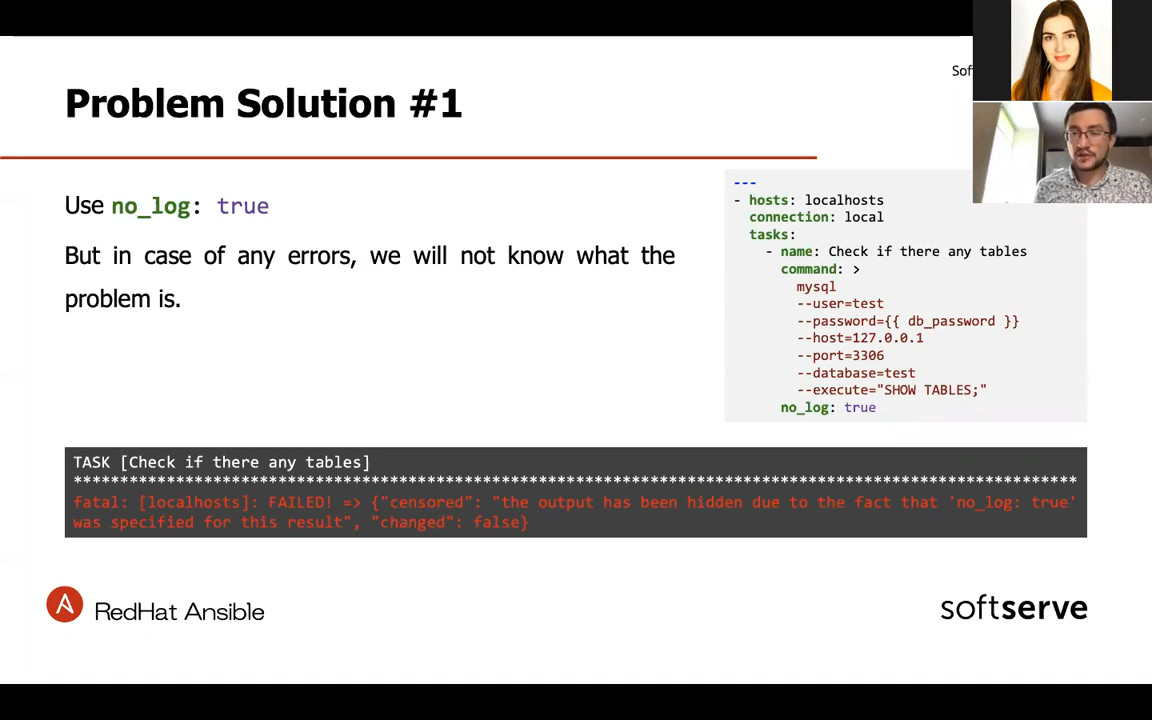 Problem Solution #1
Sof
Use no_log: true
But in case of any errors, we will not know what the
problem is.
---
- hosts: localhosts
connection: local
tasks:
- name: Check if there any tables
command: >
mysql
--user=test
--password={{ db_password }}
--host=127.0.0.1
--port=3306
--database=test
--execute="SHOW TABLES;"
no_log: true
TASK [Check if there any tables]
***********************************************************************************************************
fatal: [localhosts]: FAILED! => {"censored": "the output has been hidden due to the fact that 'no_log: true'
was specified for this result", "changed": false}
RedHat Ansible
softserve